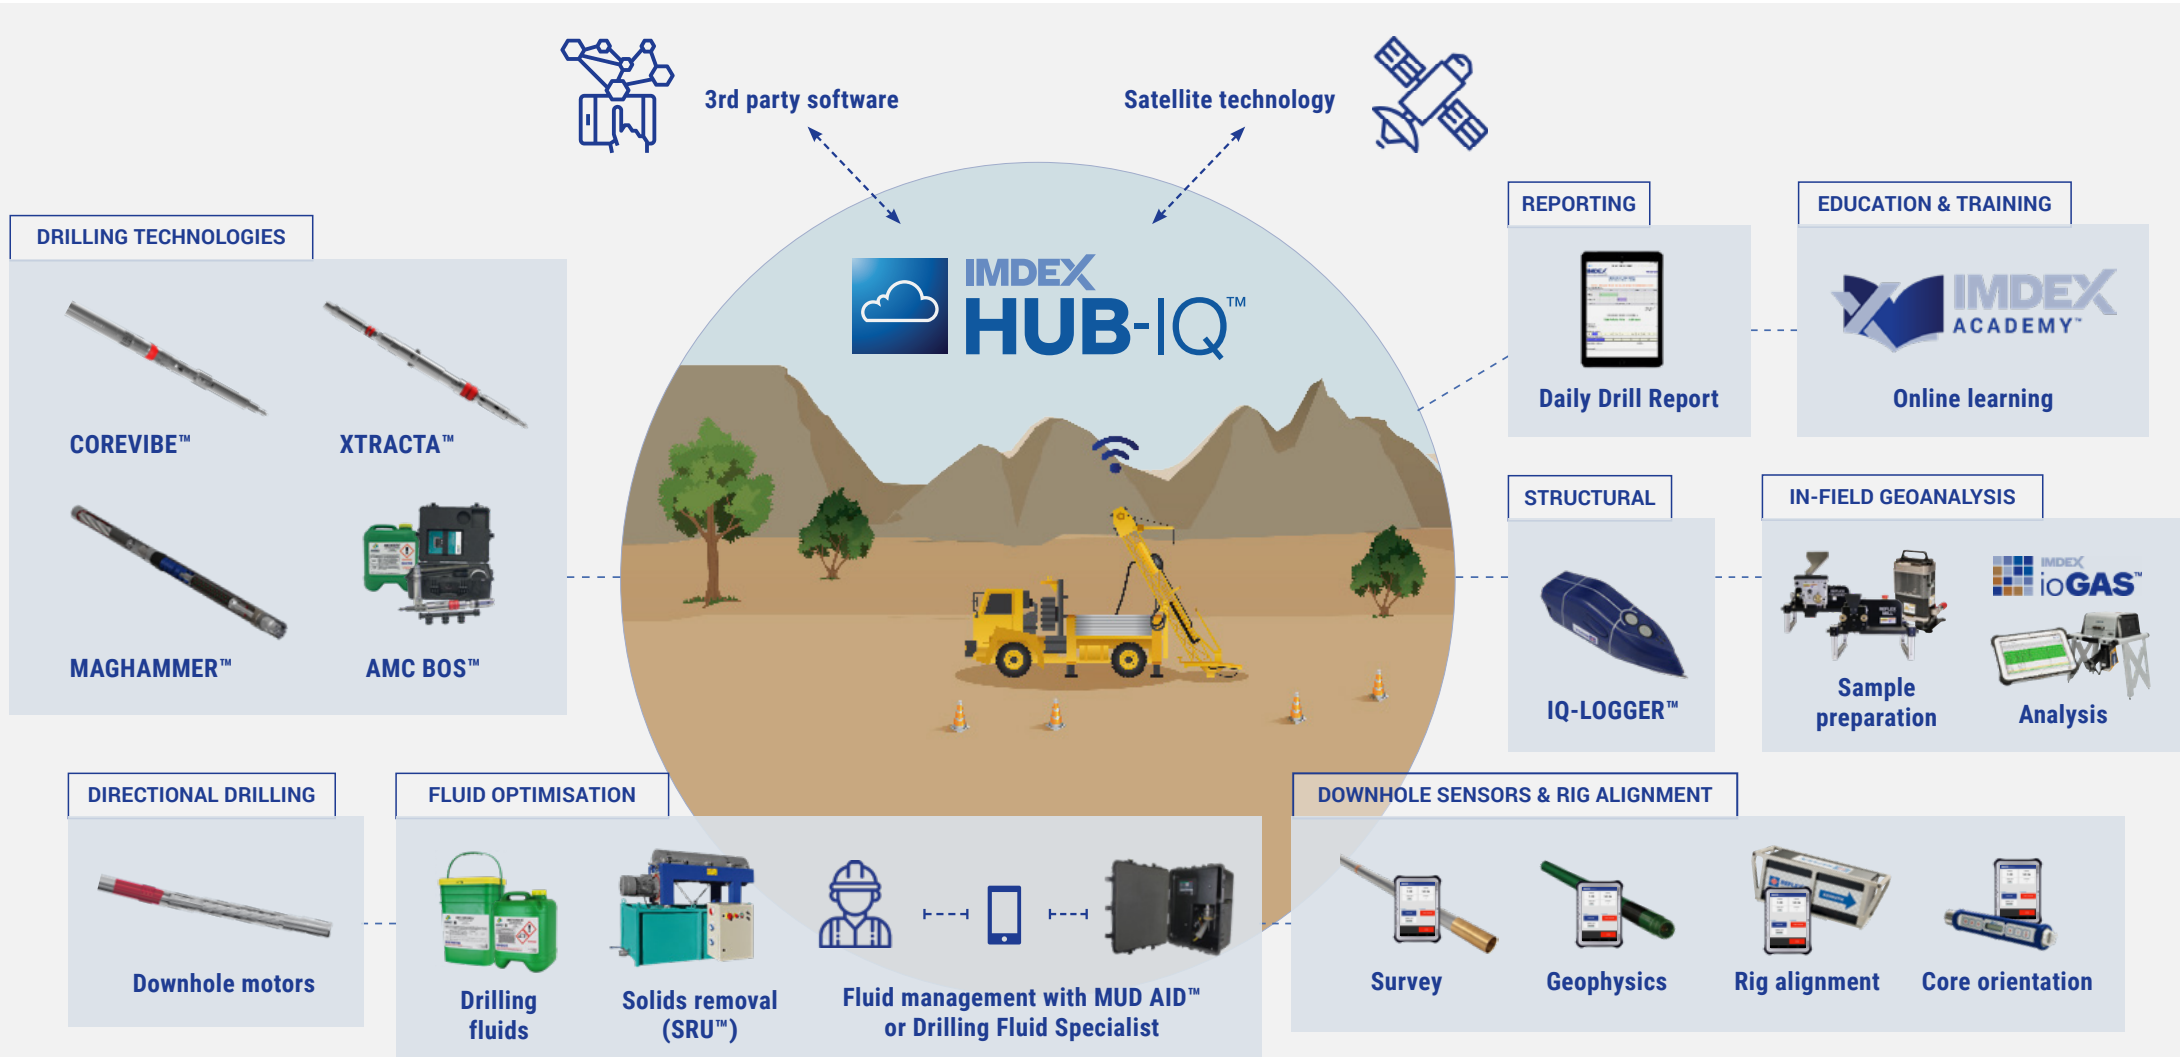 3rd party software
Satellite technology
IMDEX
HUB-IQ™
DRILLING TECHNOLOGIES
COREVIBE™
XTRACTA™
MAGHAMMER™
AMC BOS™
REPORTING
Daily Drill Report
EDUCATION & TRAINING
IMDEX
ACADEMY™
Online learning
STRUCTURAL
IQ-LOGGER™
IN-FIELD GEOANALYSIS
Sample
preparation
IMDEX
ioGAS™
Analysis
DIRECTIONAL DRILLING
Downhole motors
FLUID OPTIMISATION
Drilling
fluids
Solids removal
(SRU™)
Fluid management with MUD AID™
or Drilling Fluid Specialist
DOWNHOLE SENSORS & RIG ALIGNMENT
Survey
Geophysics
Rig alignment
Core orientation